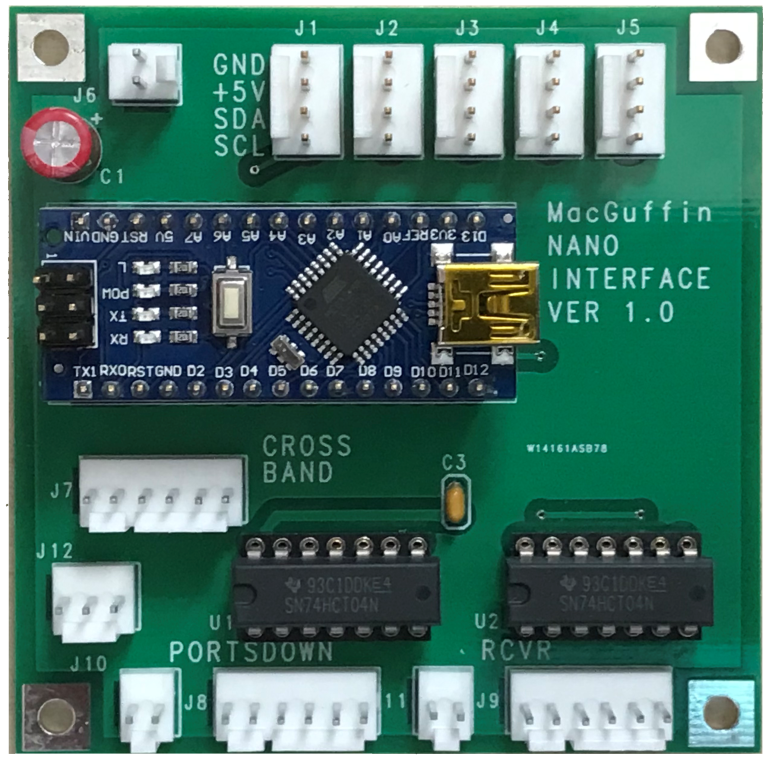 J1 J2 J3 J4 J5
GND
+5V
SDA
SCL
J6
+
C1
MacGuffin
NANO
INTERFACE
VER 1.0
VIN GND RST 5V A7 A6 A5 A4 A3 A2 A1 A0 REF 3V3 D13
1
L
POW
TX
RX
TX1 RX0 RST GND D2 D3 D4 D5 D6 D7 D8 D9 D10 D11 D12
W14161ASB78
CROSS
BAND
C3
J7
J12
93C1DDKE4
SN74HCT04N
93C1DDKE4
SN74HCT04N
U1
U2
PORTSDOWN
RCVR
J10
J8
11
J9